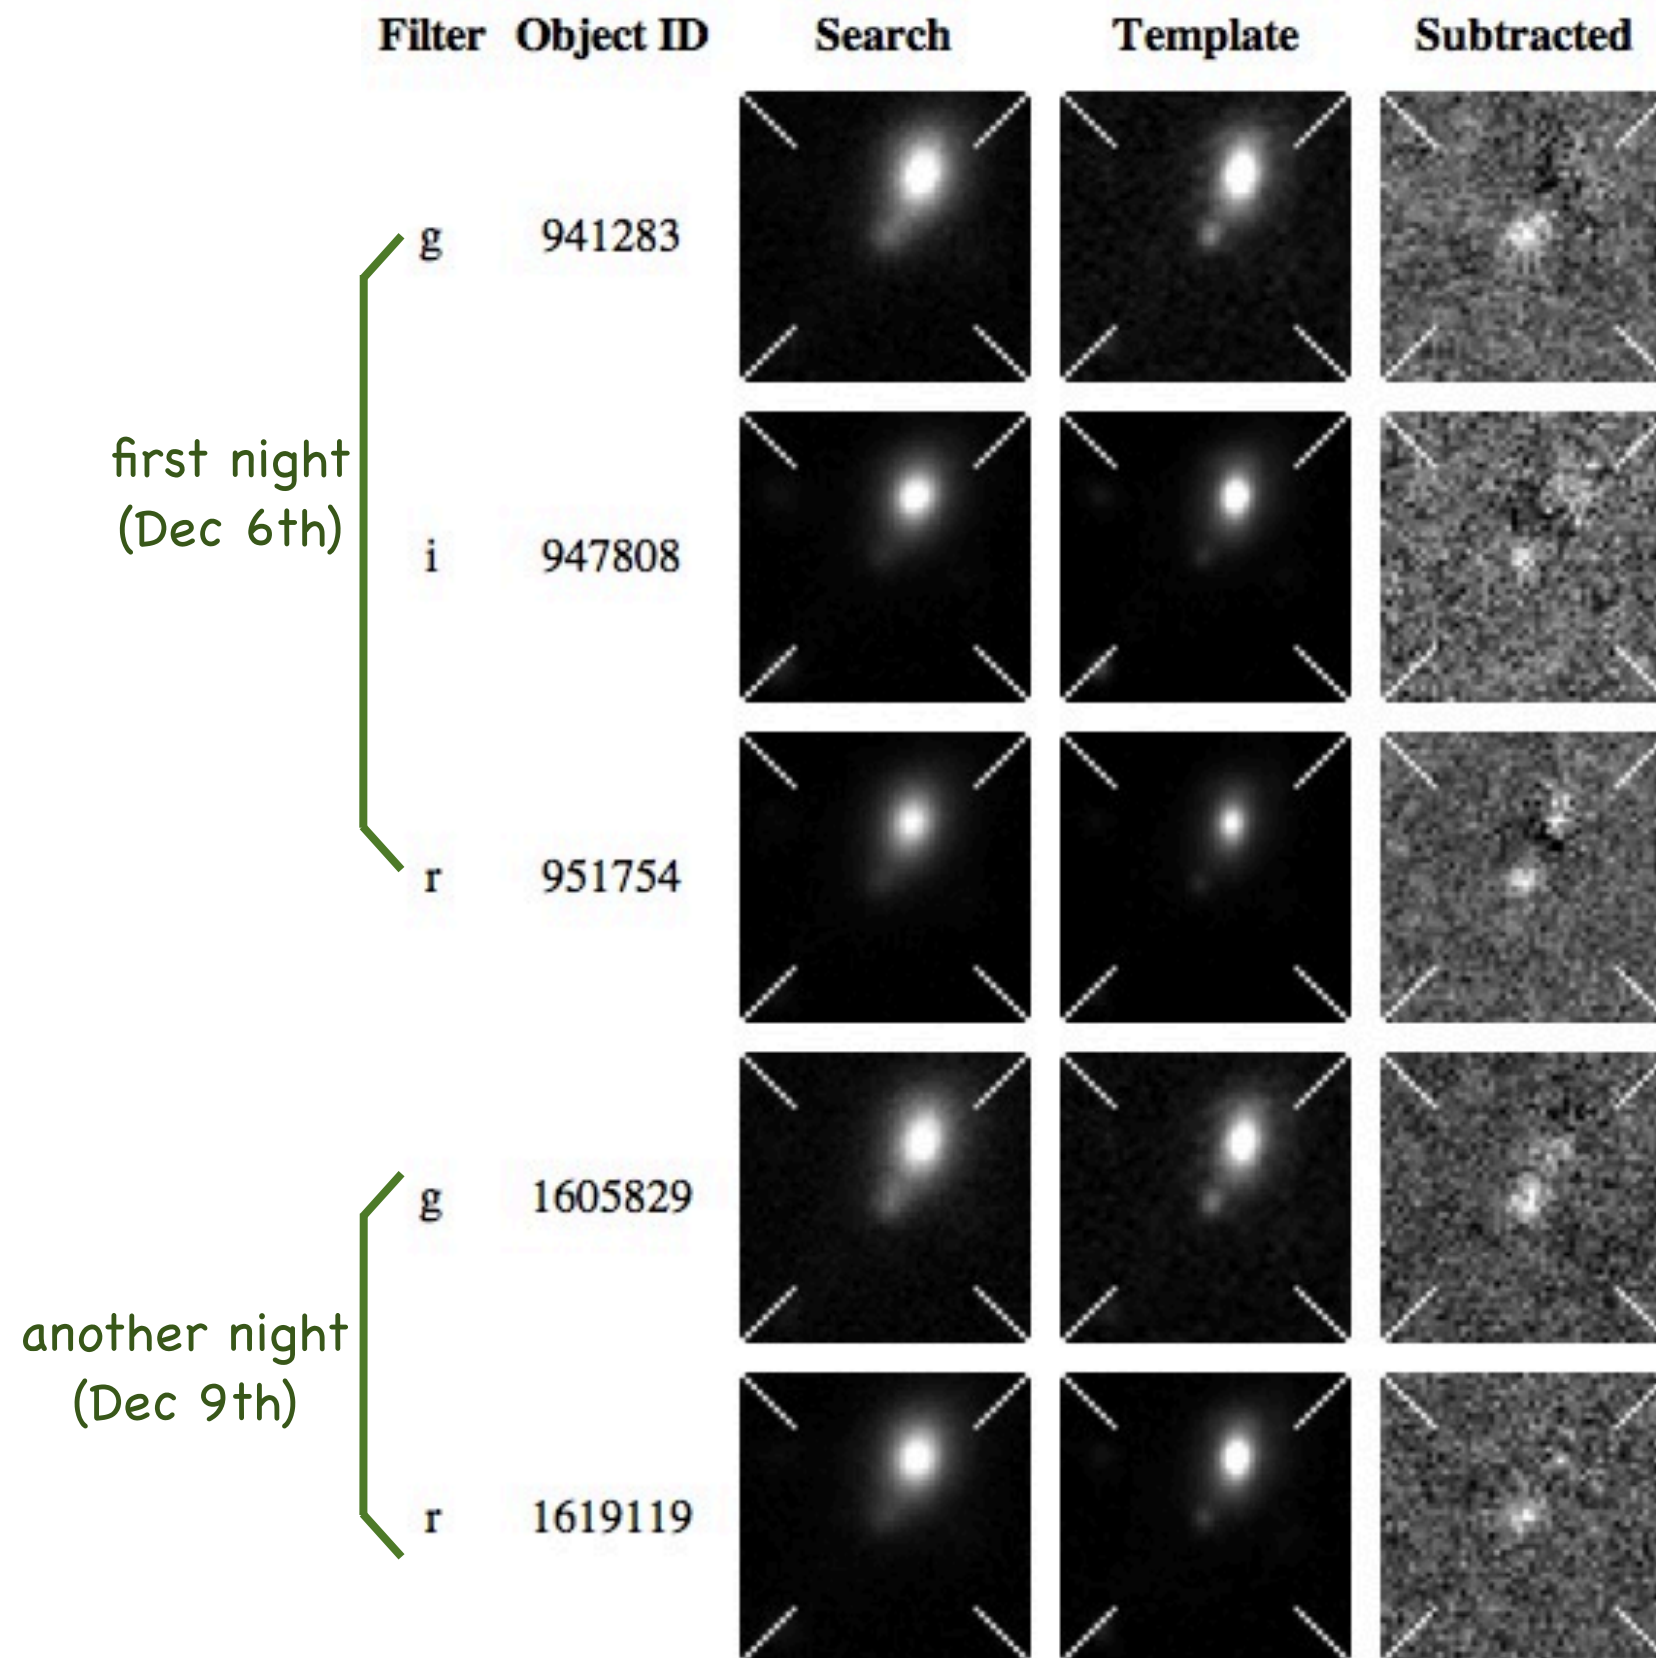 Filter Object ID Search Template Subtracted
g 941283
first night
(Dec 6th)
i 947808
r 951754
g 1605829
another night
(Dec 9th)
r 1619119